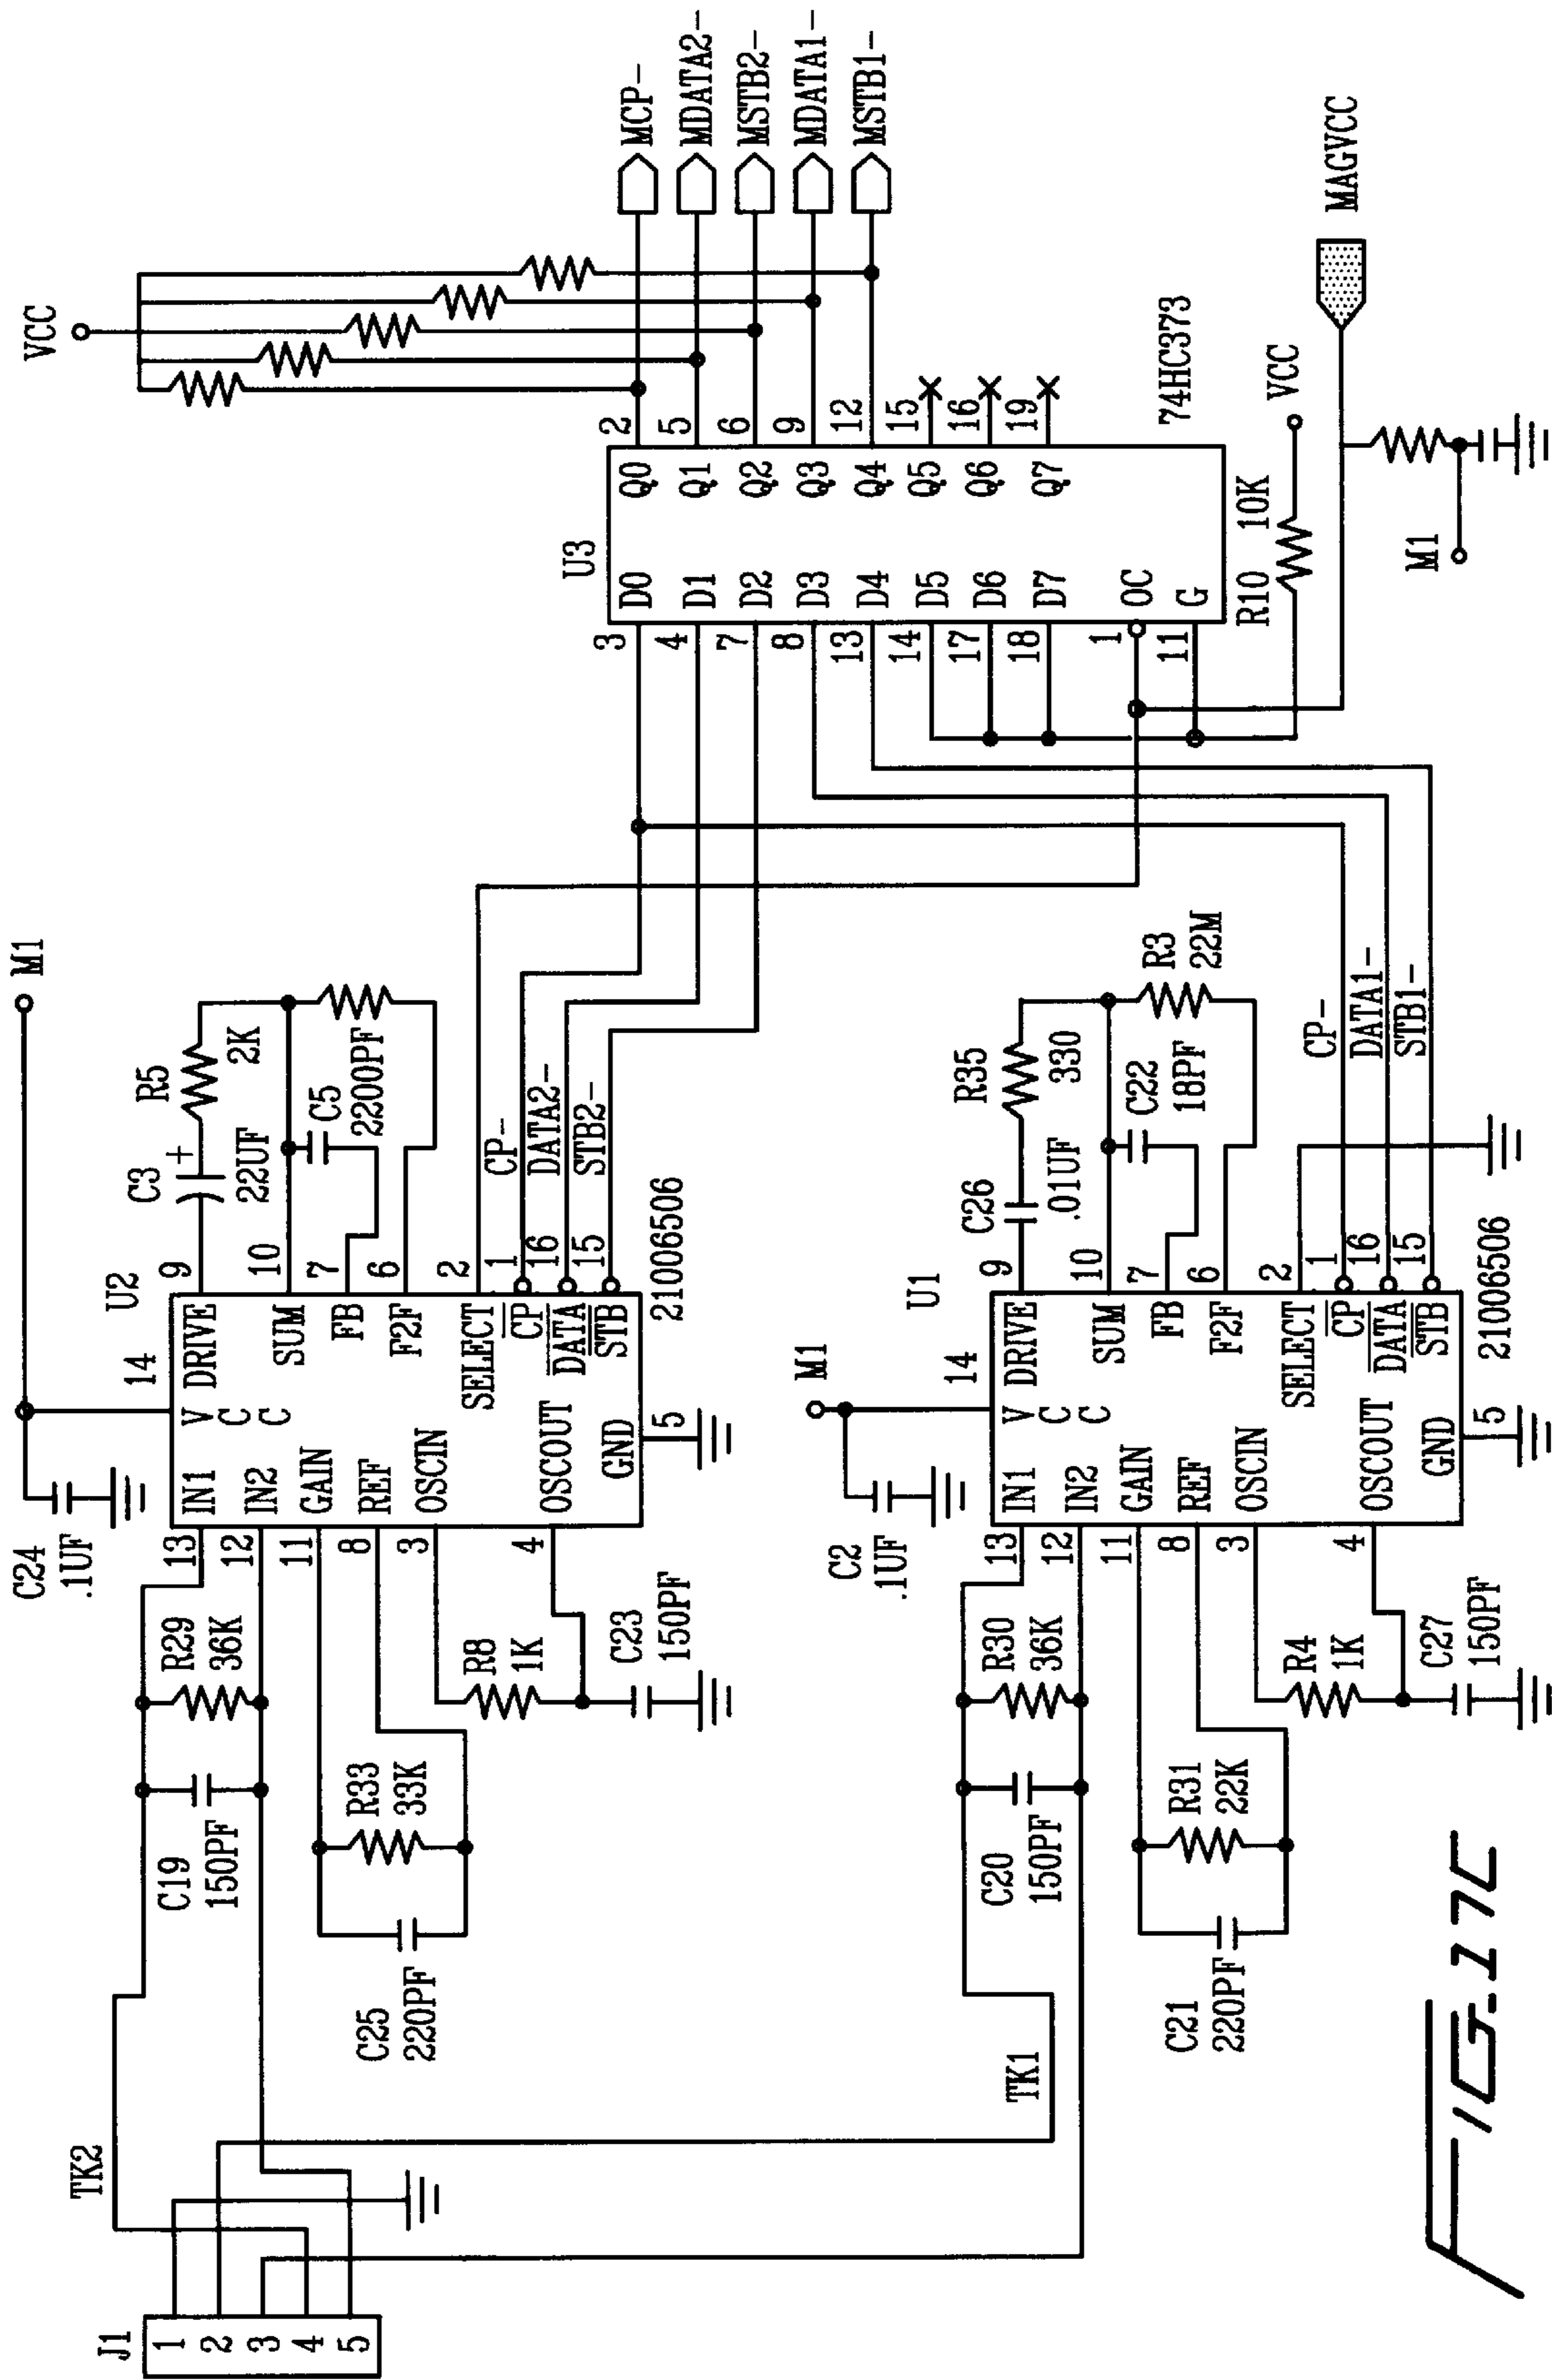 J1
1
2
3
4
5
TK2
TK1
C19
150PF
R29
36K
C24
.1UF
C25
220PF
R33
33K
R8
1K
C23
150PF
13
12
11
8
3
4
IN1
IN2
GAIN
REF
OSCIN
OSCOUT
VCC
14
GND
5
U2
DRIVE
SUM
FB
F2F
SELECT
CP
DATA
STB
9
10
7
6
2
1
16
15
21006506
C3
+
22UF
R5
2K
C5
2200PF
M1
CP-
DATA2-
STB2-
C20
150PF
R30
36K
C2
.1UF
C21
220PF
R31
22K
R4
1K
C27
150PF
13
12
11
8
3
4
IN1
IN2
GAIN
REF
OSCIN
OSCOUT
VCC
14
M1
GND
5
U1
DRIVE
SUM
FB
F2F
SELECT
CP
DATA
STB
9
10
7
6
2
1
16
15
21006506
C26
.01UF
R35
330
C22
18PF
R3
22M
CP-
DATA1-
STB1-
U3
3
4
7
8
13
14
17
18
1
11
D0
D1
D2
D3
D4
D5
D6
D7
OC
G
Q0
Q1
Q2
Q3
Q4
Q5
Q6
Q7
2
5
6
9
12
15
16
19
74HC373
VCC
MCP-
MDATA2-
MSTB2-
MDATA1-
MSTB1-
R10
10K
VCC
M1
MAGVCC
FIG. 17C